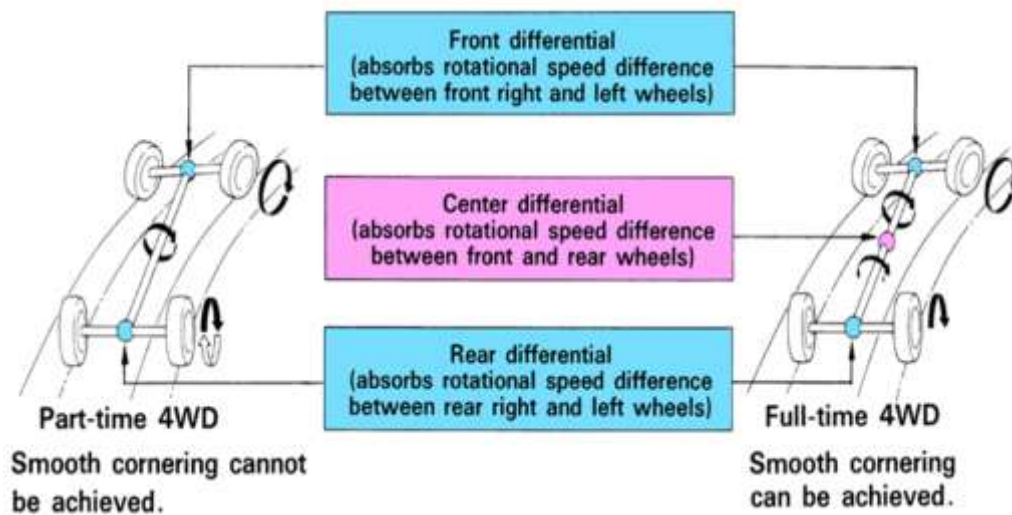 Front differential
(absorbs rotational speed difference
between front right and left wheels)
Center differential
(absorbs rotational speed difference
between front and rear wheels)
Rear differential
(absorbs rotational speed difference
between rear right and left wheels)
Part-time 4WD
Smooth cornering cannot
be achieved.
Full-time 4WD
Smooth cornering
can be achieved.